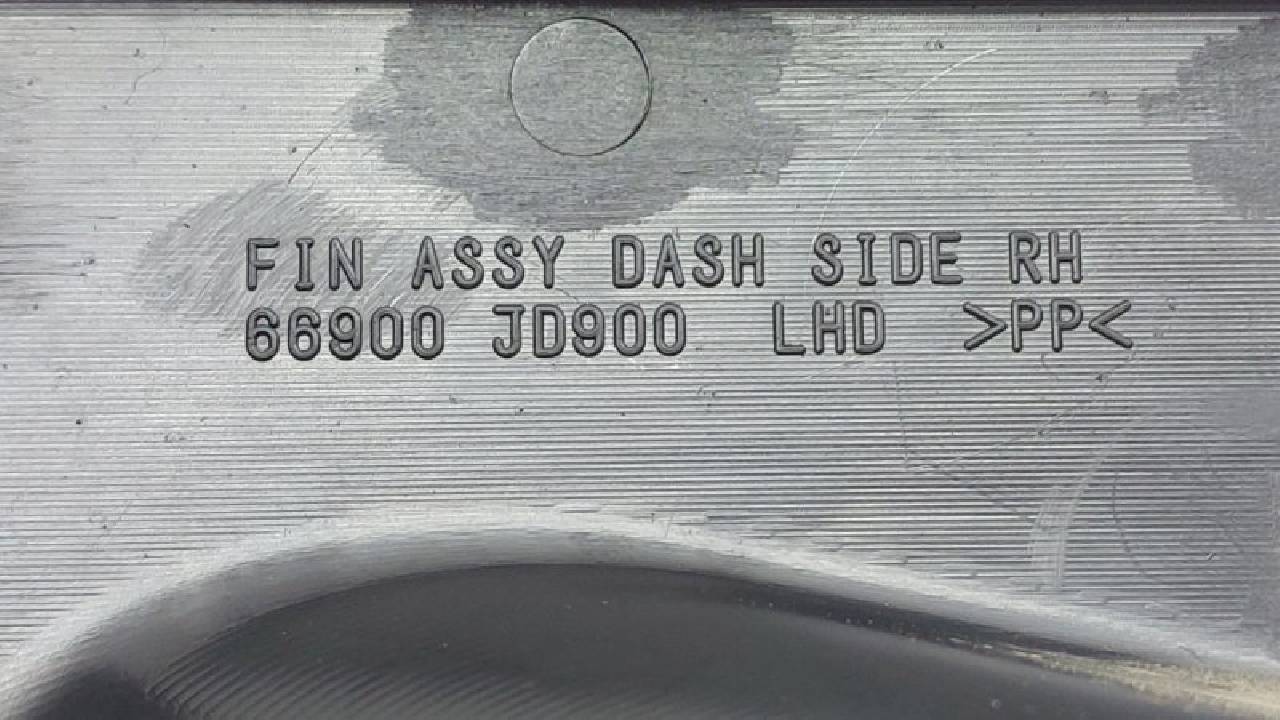 FIN ASSY DASH SIDE RH
66900 JD900 LHD >PP<